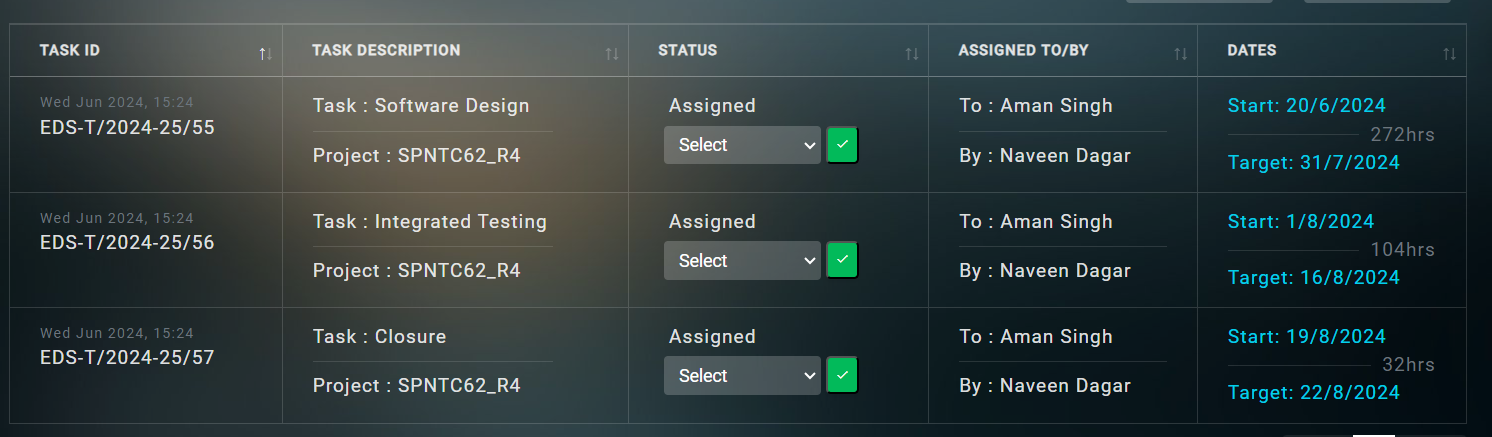 TASK ID TASK DESCRIPTION STATUS ASSIGNED TO/BY DATES
Wed Jun 2024, 15:24
EDS-T/2024-25/55
Task : Software Design
Project : SPNTC62_R4
Assigned
Select
To : Aman Singh
By : Naveen Dagar
Start: 20/6/2024
272hrs
Target: 31/7/2024
Wed Jun 2024, 15:24
EDS-T/2024-25/56
Task : Integrated Testing
Project : SPNTC62_R4
Assigned
Select
To : Aman Singh
By : Naveen Dagar
Start: 1/8/2024
104hrs
Target: 16/8/2024
Wed Jun 2024, 15:24
EDS-T/2024-25/57
Task : Closure
Project : SPNTC62_R4
Assigned
Select
To : Aman Singh
By : Naveen Dagar
Start: 19/8/2024
32hrs
Target: 22/8/2024